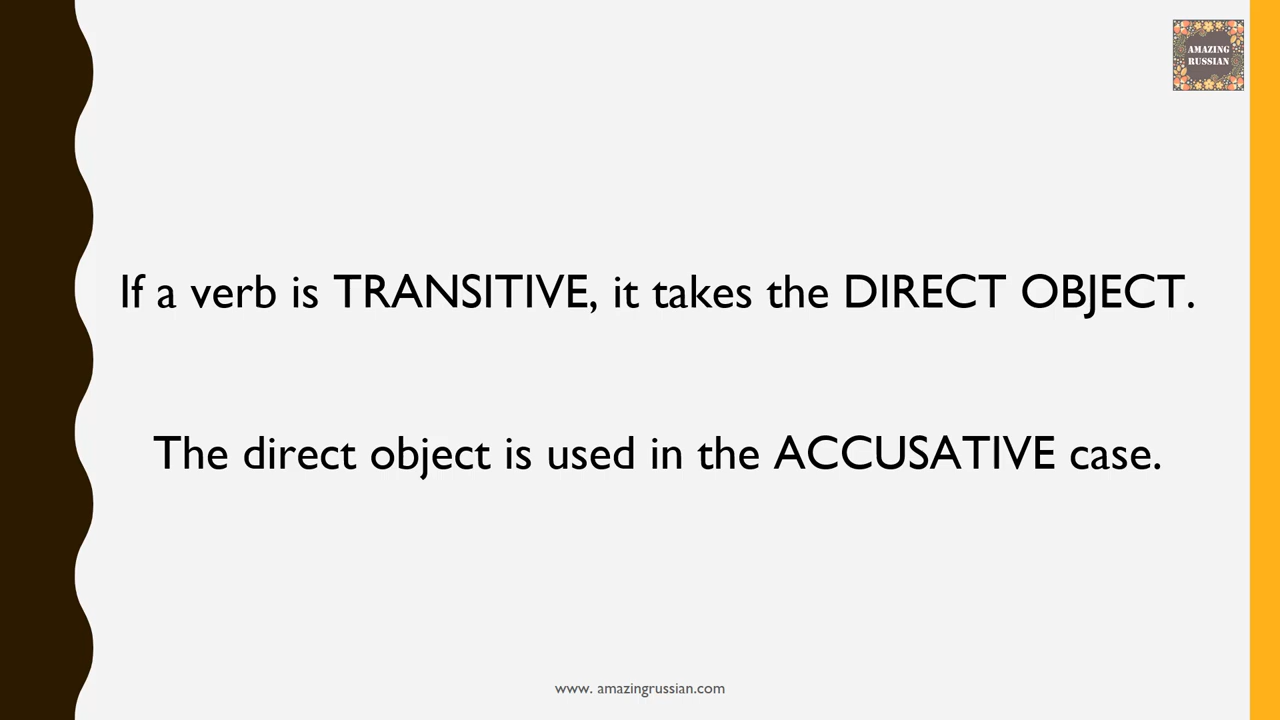 AMAZING
RUSSIAN
If a verb is TRANSITIVE, it takes the DIRECT OBJECT.
The direct object is used in the ACCUSATIVE case.
www. amazingrussian.com